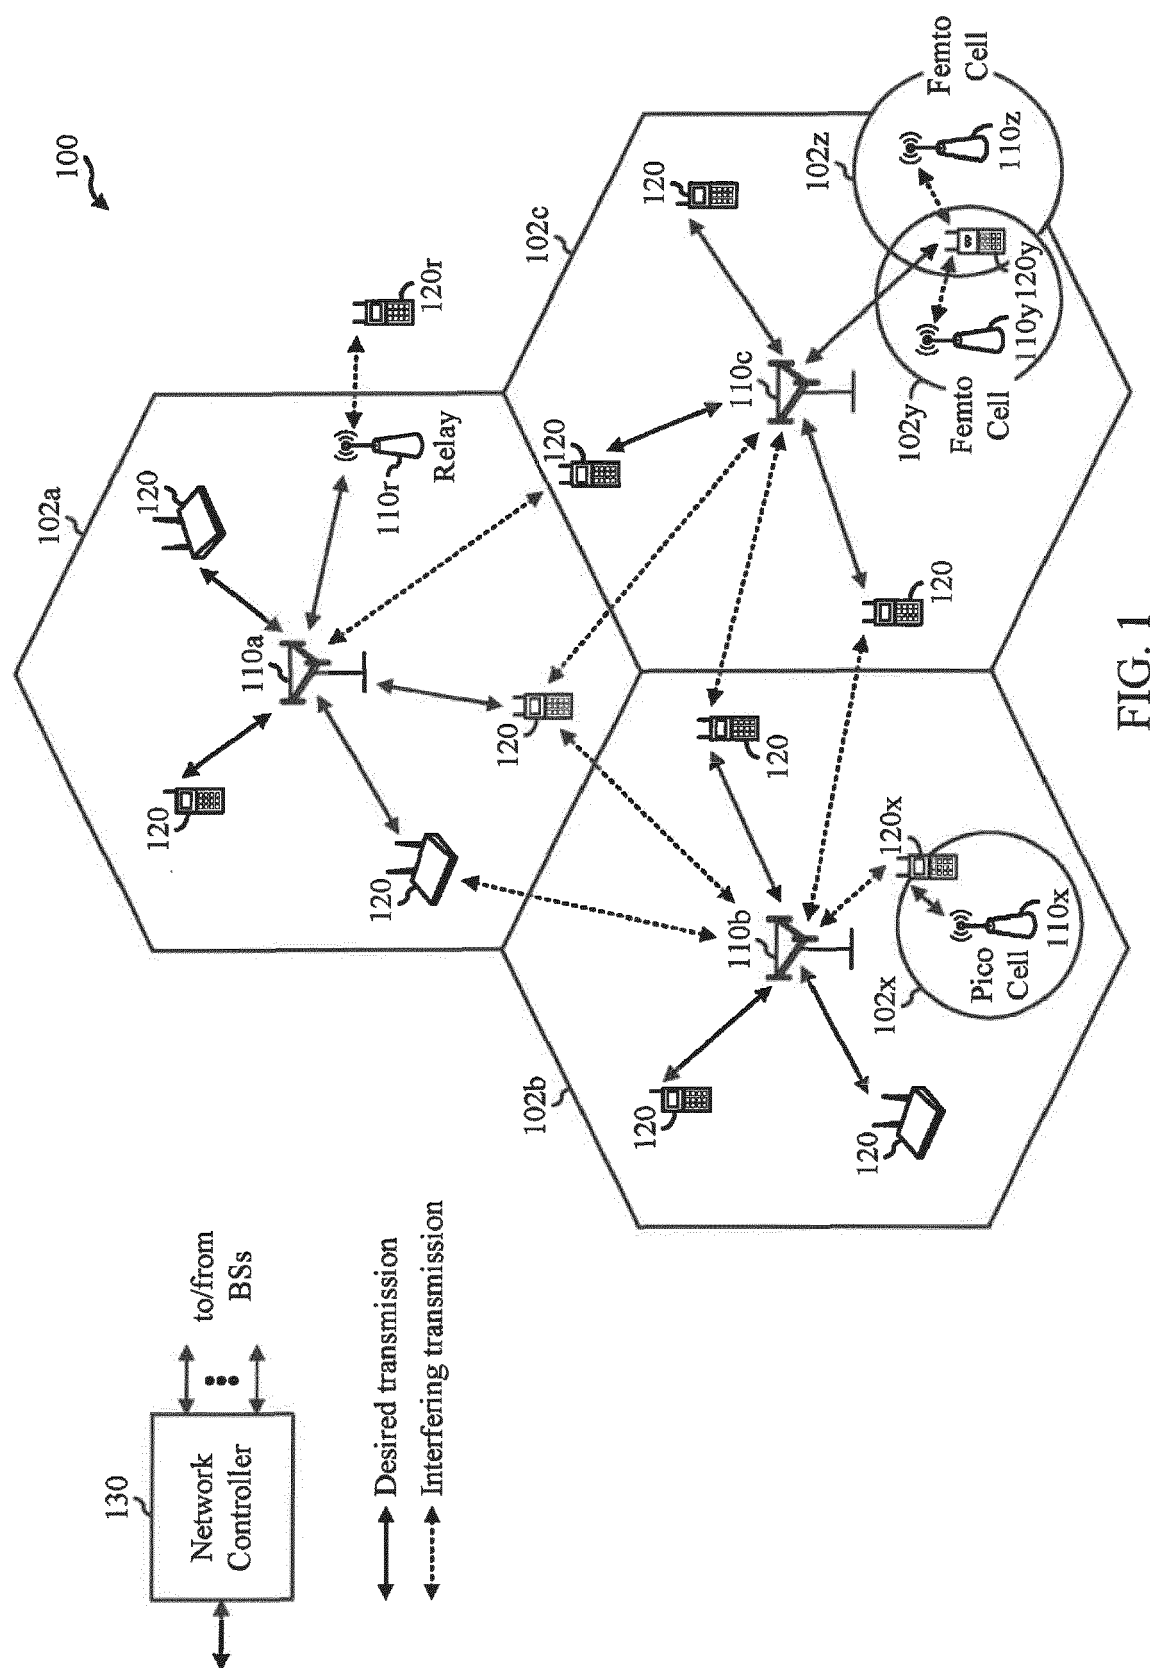 100
130
Network
Controller
to/from
BSs
Desired transmission
Interfering transmission
102a
120
120
110a
120
120
110r
Relay
120r
102b
120
120
110b
120
120x
102x
Pico
Cell
110x
102c
120
120
110c
120
102y
Femto
Cell
110y
120y
102z
110z
Femto
Cell
FIG. 1